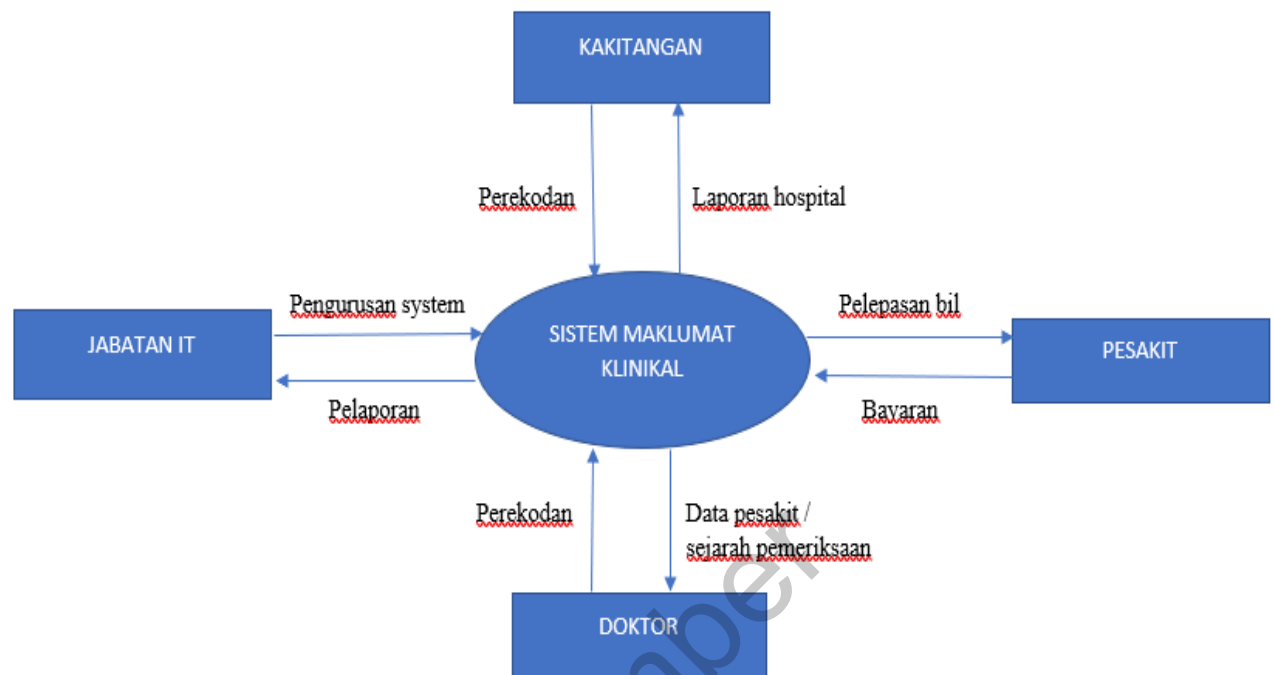 KAKITANGAN
Perekodan
Laporan hospital
Pengurusan system
Pelepasan bil
JABATAN IT
SISTEM MAKLUMAT
KLINIKAL
PESAKIT
Pelaporan
Bayaran
Perekodan
Data pesakit /
sejarah pemeriksaan
DOKTOR